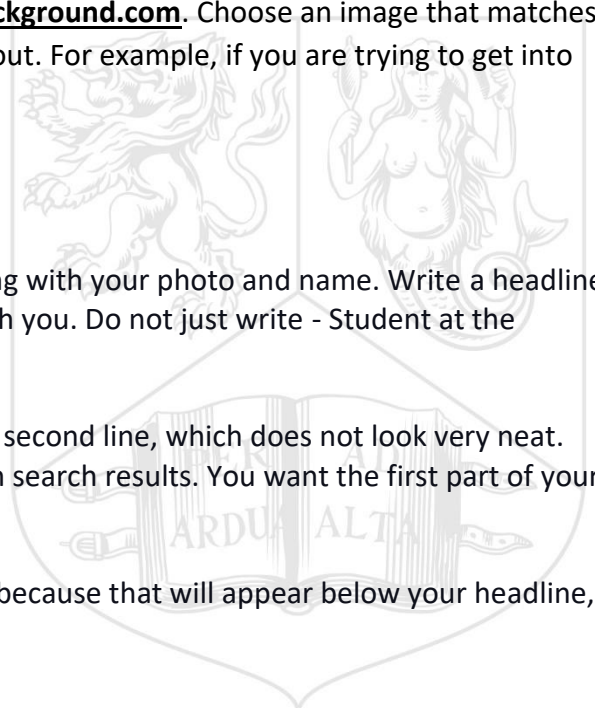 ckground.com. Choose an image that matches
out. For example, if you are trying to get into
ng with your photo and name. Write a headline
h you. Do not just write - Student at the
second line, which does not look very neat.
n search results. You want the first part of your
PER AD
ARDUA ALTA
because that will appear below your headline,